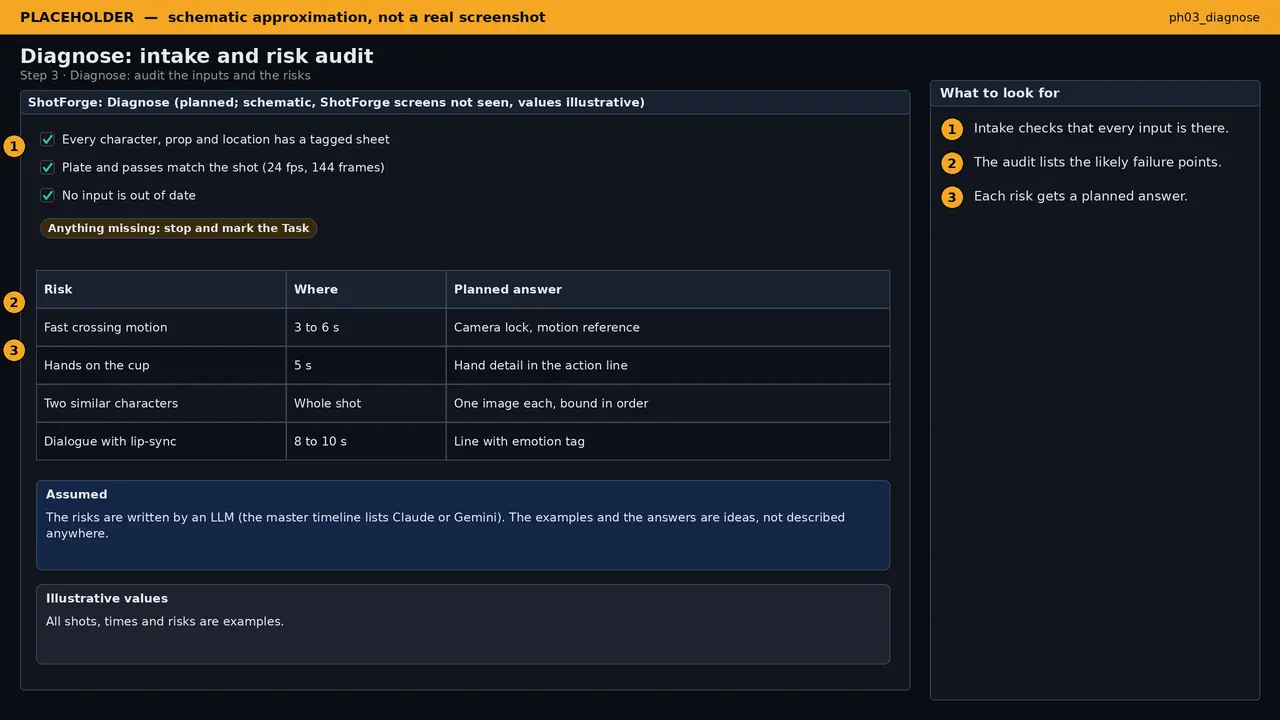 PLACEHOLDER — schematic approximation, not a real screenshot
ph03_diagnose
Diagnose: intake and risk audit
Step 3 · Diagnose: audit the inputs and the risks
ShotForge: Diagnose (planned; schematic, ShotForge screens not seen, values illustrative)
1
Every character, prop and location has a tagged sheet
Plate and passes match the shot (24 fps, 144 frames)
No input is out of date
Anything missing: stop and mark the Task
2
3
Risk Where Planned answer
Fast crossing motion 3 to 6 s Camera lock, motion reference
Hands on the cup 5 s Hand detail in the action line
Two similar characters Whole shot One image each, bound in order
Dialogue with lip-sync 8 to 10 s Line with emotion tag
Assumed
The risks are written by an LLM (the master timeline lists Claude or Gemini). The examples and the answers are ideas, not described
anywhere.
Illustrative values
All shots, times and risks are examples.
What to look for
1 Intake checks that every input is there.
2 The audit lists the likely failure points.
3 Each risk gets a planned answer.